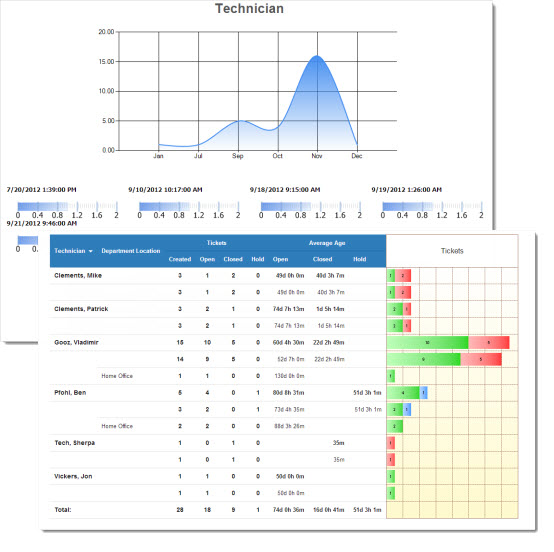 Technician
20.00
15.00
10.00
5.00
0.00
Jan Jul Sep Oct Nov Dec
7/20/2012 1:39:00 PM 9/10/2012 10:17:00 AM 9/18/2012 9:15:00 AM 9/19/2012 1:26:00 AM
0 0.4 0.8 1.2 1.6 2 0 0.4 0.8 1.2 1.6 2 0 0.4 0.8 1.2 1.6 2 0 0.4 0.8 1.2 1.6 2
9/21/2012 9:46:00 AM
0
Tickets Average Age Tickets
Technician Department Location
Created Open Closed Hold Open Closed Hold
Clements, Mike 3 1 2 0 49d 0h 0m 40d 3h 7m 1 2
3 1 2 0 49d 0h 0m 40d 3h 7m 1 2
Clements, Patrick 3 2 1 0 74d 7h 13m 1d 5h 14m 2 1
3 2 1 0 74d 7h 13m 1d 5h 14m 2 1
Gooz, Vladimir 15 10 5 0 60d 4h 30m 22d 2h 49m 10 5
14 9 5 0 52d 7h 0m 22d 2h 49m 9 5
Home Office 1 1 0 0 130d 0h 0m 1
Pfohl, Ben 5 4 0 1 80d 8h 31m 51d 3h 1m 4 1
3 2 0 1 73d 4h 35m 51d 3h 1m 2 1
Home Office 2 2 0 0 88d 3h 26m 2
Tech, Sherpa 1 0 1 0 35m 1
1 0 1 0 35m 1
Vickers, Jon 1 1 0 0 50d 0h 0m 1
1 1 0 0 50d 0h 0m 1
Total: 28 18 9 1 74d 0h 36m 16d 0h 41m 51d 3h 1m